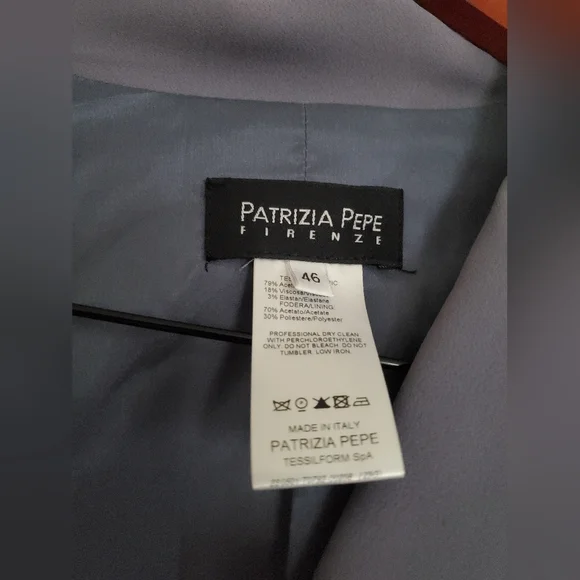 PATRIZIA PEPE
FIRENZE
46
79%
18% Viscosa/Viscose
3% Elastan/Elastane
FODERA/LINING
70% Acetato/Acetate
30% Poliestere/Polyester
PROFESSIONAL DRY CLEAN
WITH PERCHLOROETHYLENE
ONLY. DO NOT BLEACH. DO NOT
TUMBLER. LOW IRON.
MADE IN ITALY
PATRIZIA PEPE
TESSILFORM SpA